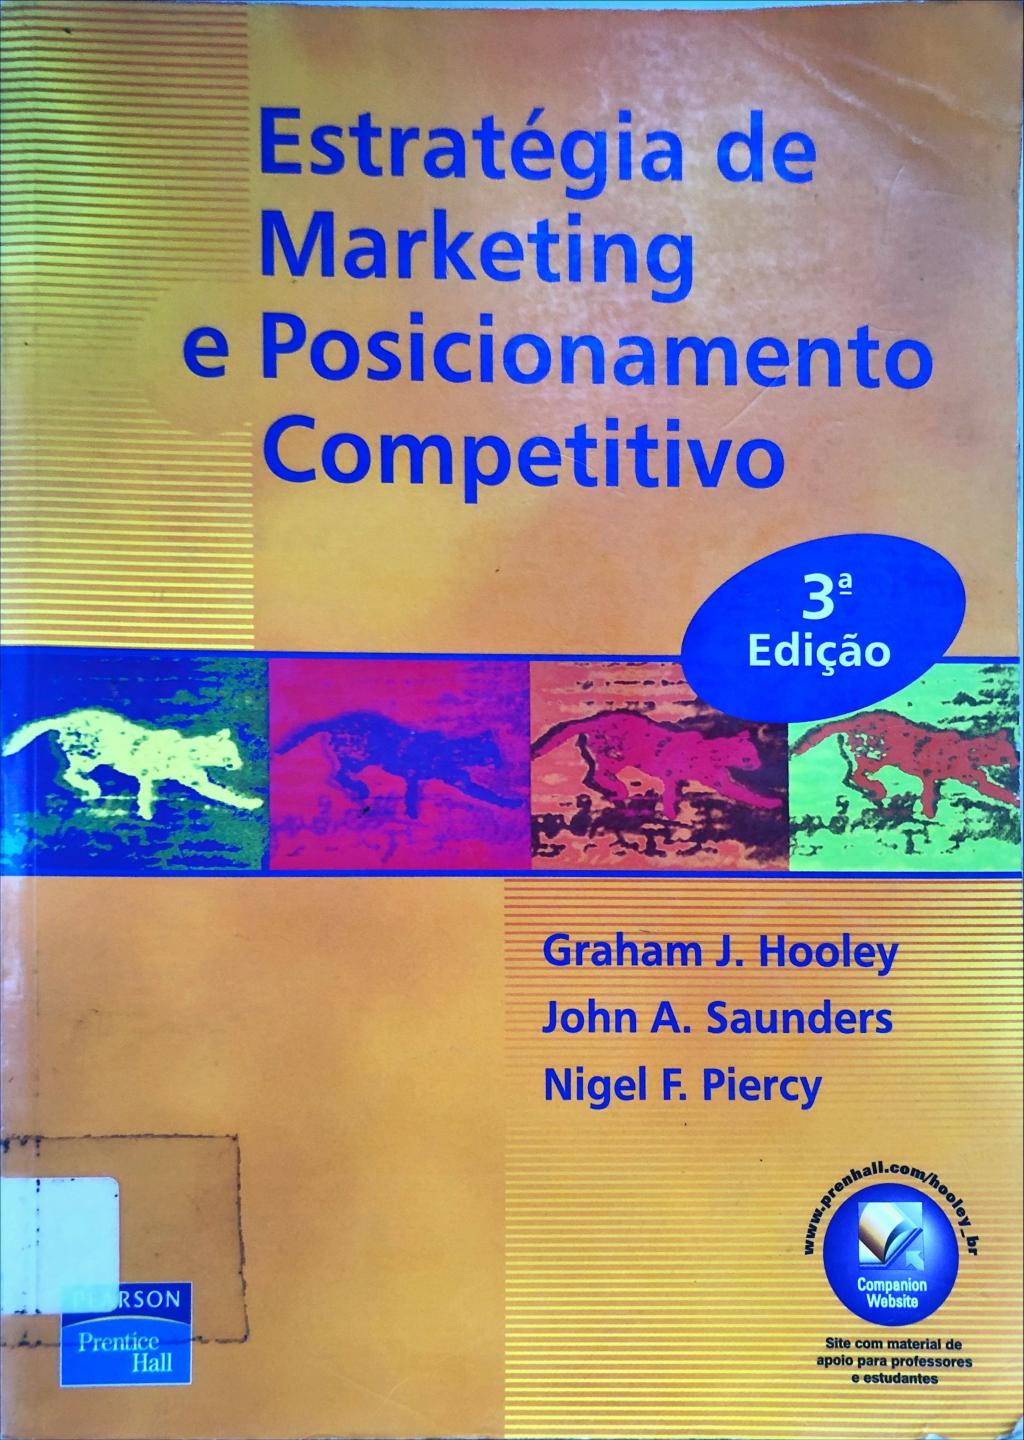 Estratégia de
Marketing
e Posicionamento
Competitivo
3ª
Edição
Graham J. Hooley
John A. Saunders
Nigel F. Piercy
www.prenhall.com/hooley_br
Companion
Website
Site com material de
apoio para professores
e estudantes
PEARSON
Prentice
Hall